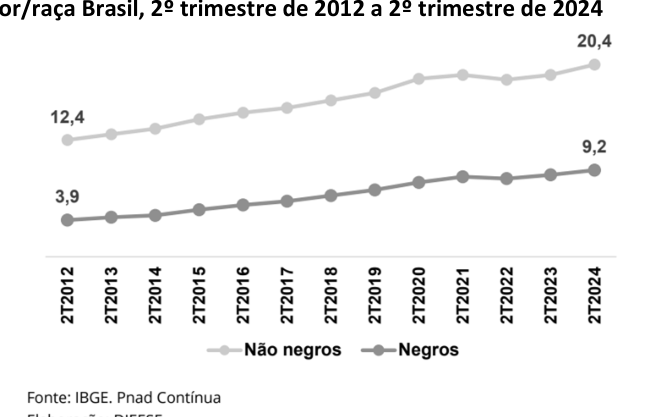 or/raça Brasil, 2º trimestre de 2012 a 2º trimestre de 2024
20,4
12,4
9,2
3,9
2T2012 2T2013 2T2014 2T2015 2T2016 2T2017 2T2018 2T2019 2T2020 2T2021 2T2022 2T2023 2T2024
Não negros Negros
Fonte: IBGE. Pnad Contínua